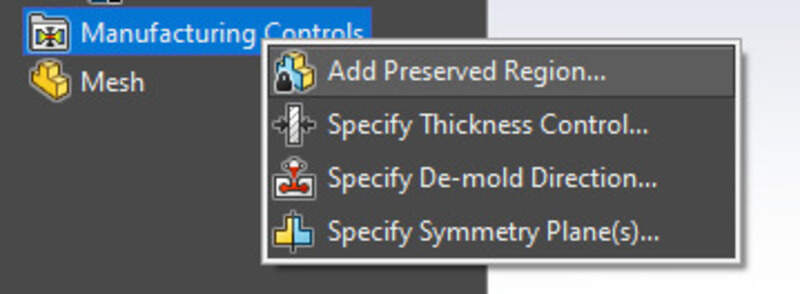 Manufacturing Controls
Add Preserved Region...
Mesh
Specify Thickness Control...
Specify De-mold Direction...
Specify Symmetry Plane(s)...